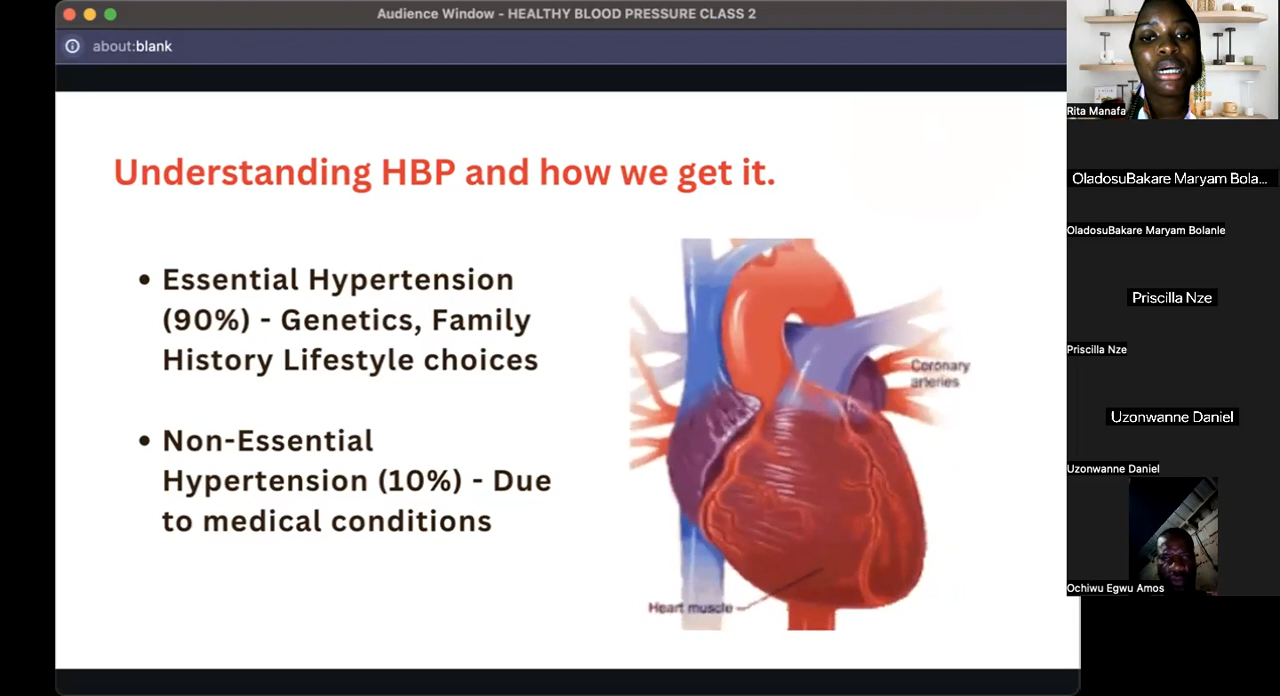 Audience Window - HEALTHY BLOOD PRESSURE CLASS 2
about:blank
Understanding HBP and how we get it.
• Essential Hypertension
(90%) - Genetics, Family
History Lifestyle choices
• Non-Essential
Hypertension (10%) - Due
to medical conditions
Coronary
arteries
Heart muscle
Rita Manafa
OladosuBakare Maryam Bola...
OladosuBakare Maryam Bolanle
Priscilla Nze
Priscilla Nze
Uzonwanne Daniel
Uzonwanne Daniel
Ochiwu Egwu Amos